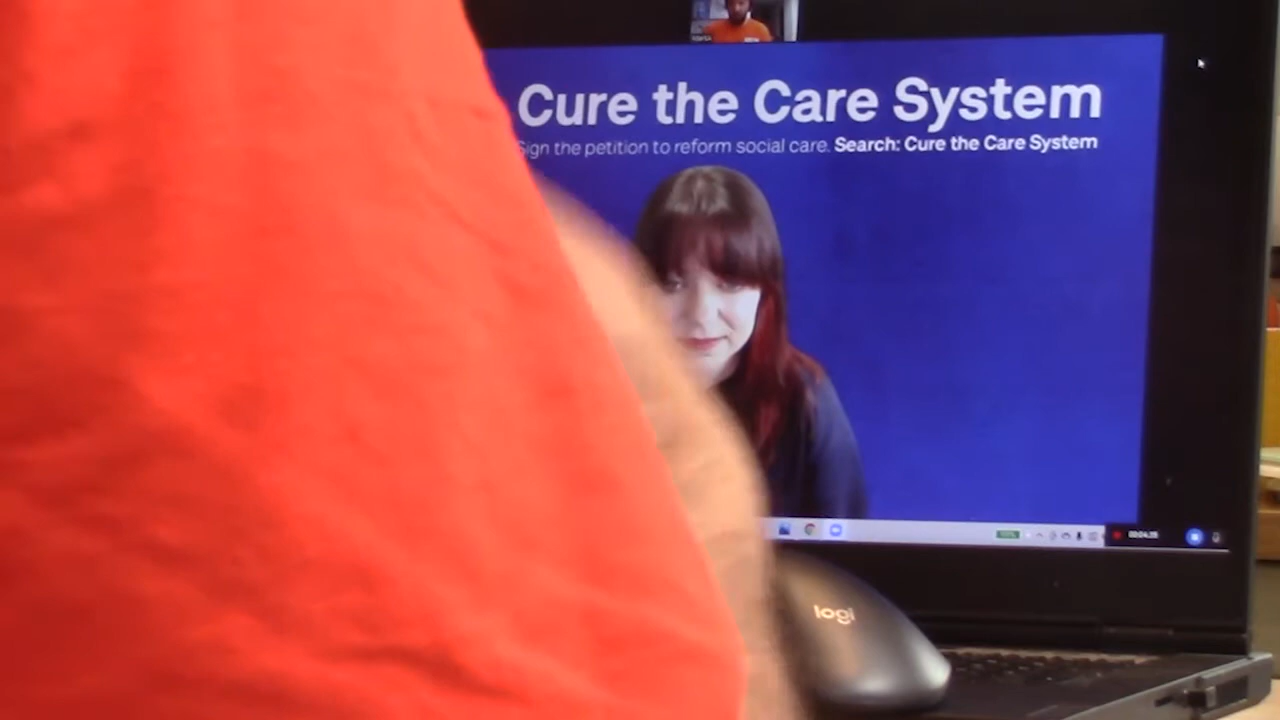 Cure the Care System
Sign the petition to reform social care. Search: Cure the Care System
logi